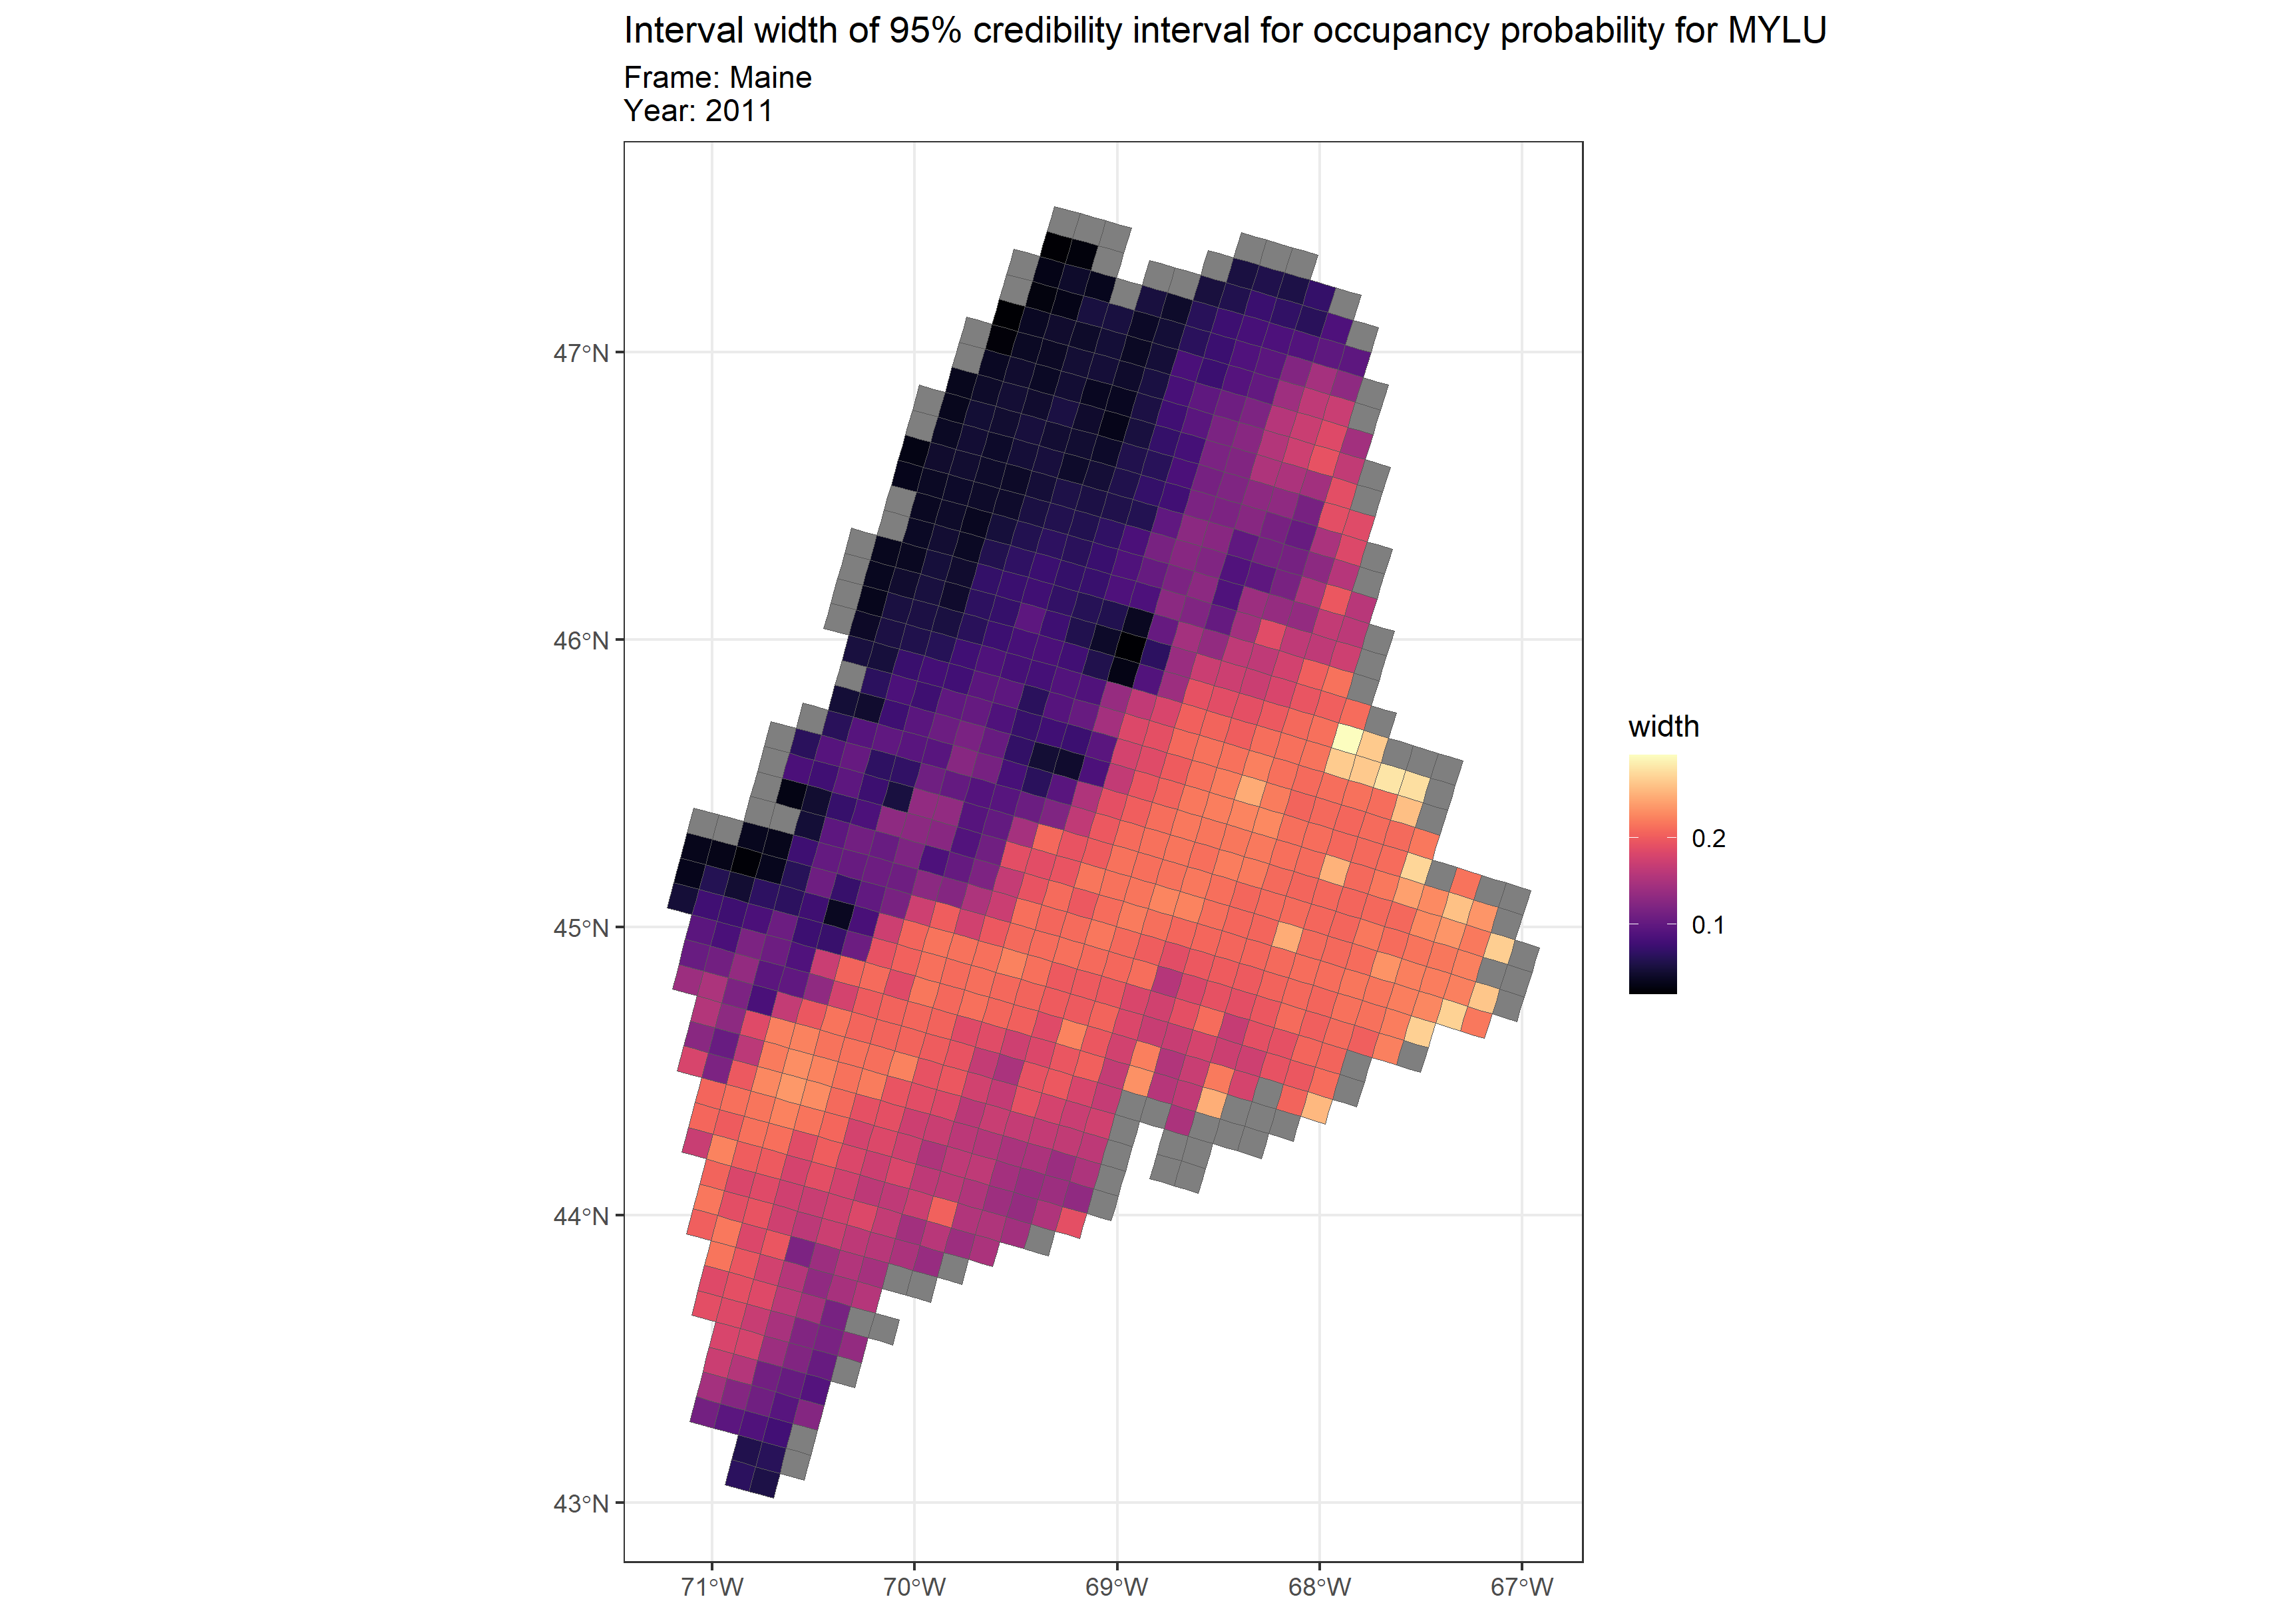 Interval width of 95% credibility interval for occupancy probability for MYLU
Frame: Maine
Year: 2011
47°N
46°N
45°N
44°N
43°N
71°W
70°W
69°W
68°W
67°W
width
0.2
0.1